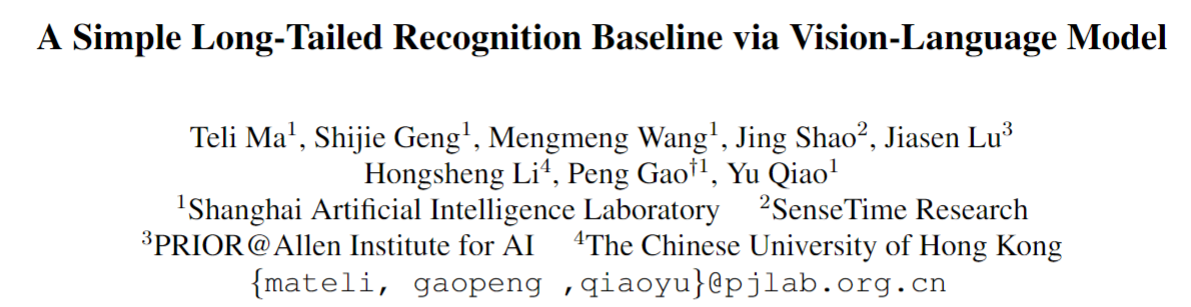 A Simple Long-Tailed Recognition Baseline via Vision-Language Model
Teli Ma¹, Shijie Geng¹, Mengmeng Wang¹, Jing Shao², Jiasen Lu³
Hongsheng Li⁴, Peng Gao†¹, Yu Qiao¹
¹Shanghai Artificial Intelligence Laboratory ²SenseTime Research
³PRIOR@Allen Institute for AI ⁴The Chinese University of Hong Kong
{mateli, gaopeng ,qiaoyu}@pjlab.org.cn